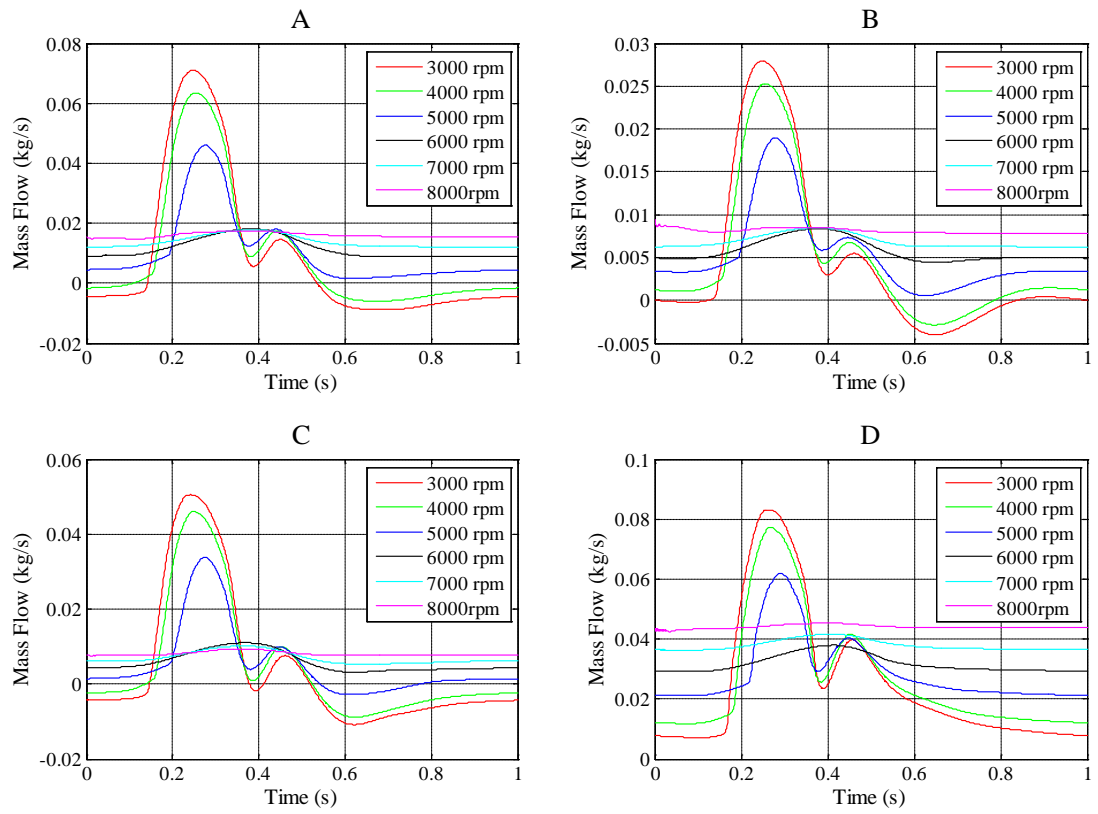 A
Mass Flow (kg/s)
0.08
0.06
0.04
0.02
0
-0.02
0
0.2
0.4
0.6
0.8
1
Time (s)
3000 rpm
4000 rpm
5000 rpm
6000 rpm
7000 rpm
8000rpm
B
Mass Flow (kg/s)
0.03
0.025
0.02
0.015
0.01
0.005
0
-0.005
0
0.2
0.4
0.6
0.8
1
Time (s)
3000 rpm
4000 rpm
5000 rpm
6000 rpm
7000 rpm
8000rpm
C
Mass Flow (kg/s)
0.06
0.04
0.02
0
-0.02
0
0.2
0.4
0.6
0.8
1
Time (s)
3000 rpm
4000 rpm
5000 rpm
6000 rpm
7000 rpm
8000rpm
D
Mass Flow (kg/s)
0.1
0.08
0.06
0.04
0.02
0
0
0.2
0.4
0.6
0.8
1
Time (s)
3000 rpm
4000 rpm
5000 rpm
6000 rpm
7000 rpm
8000rpm